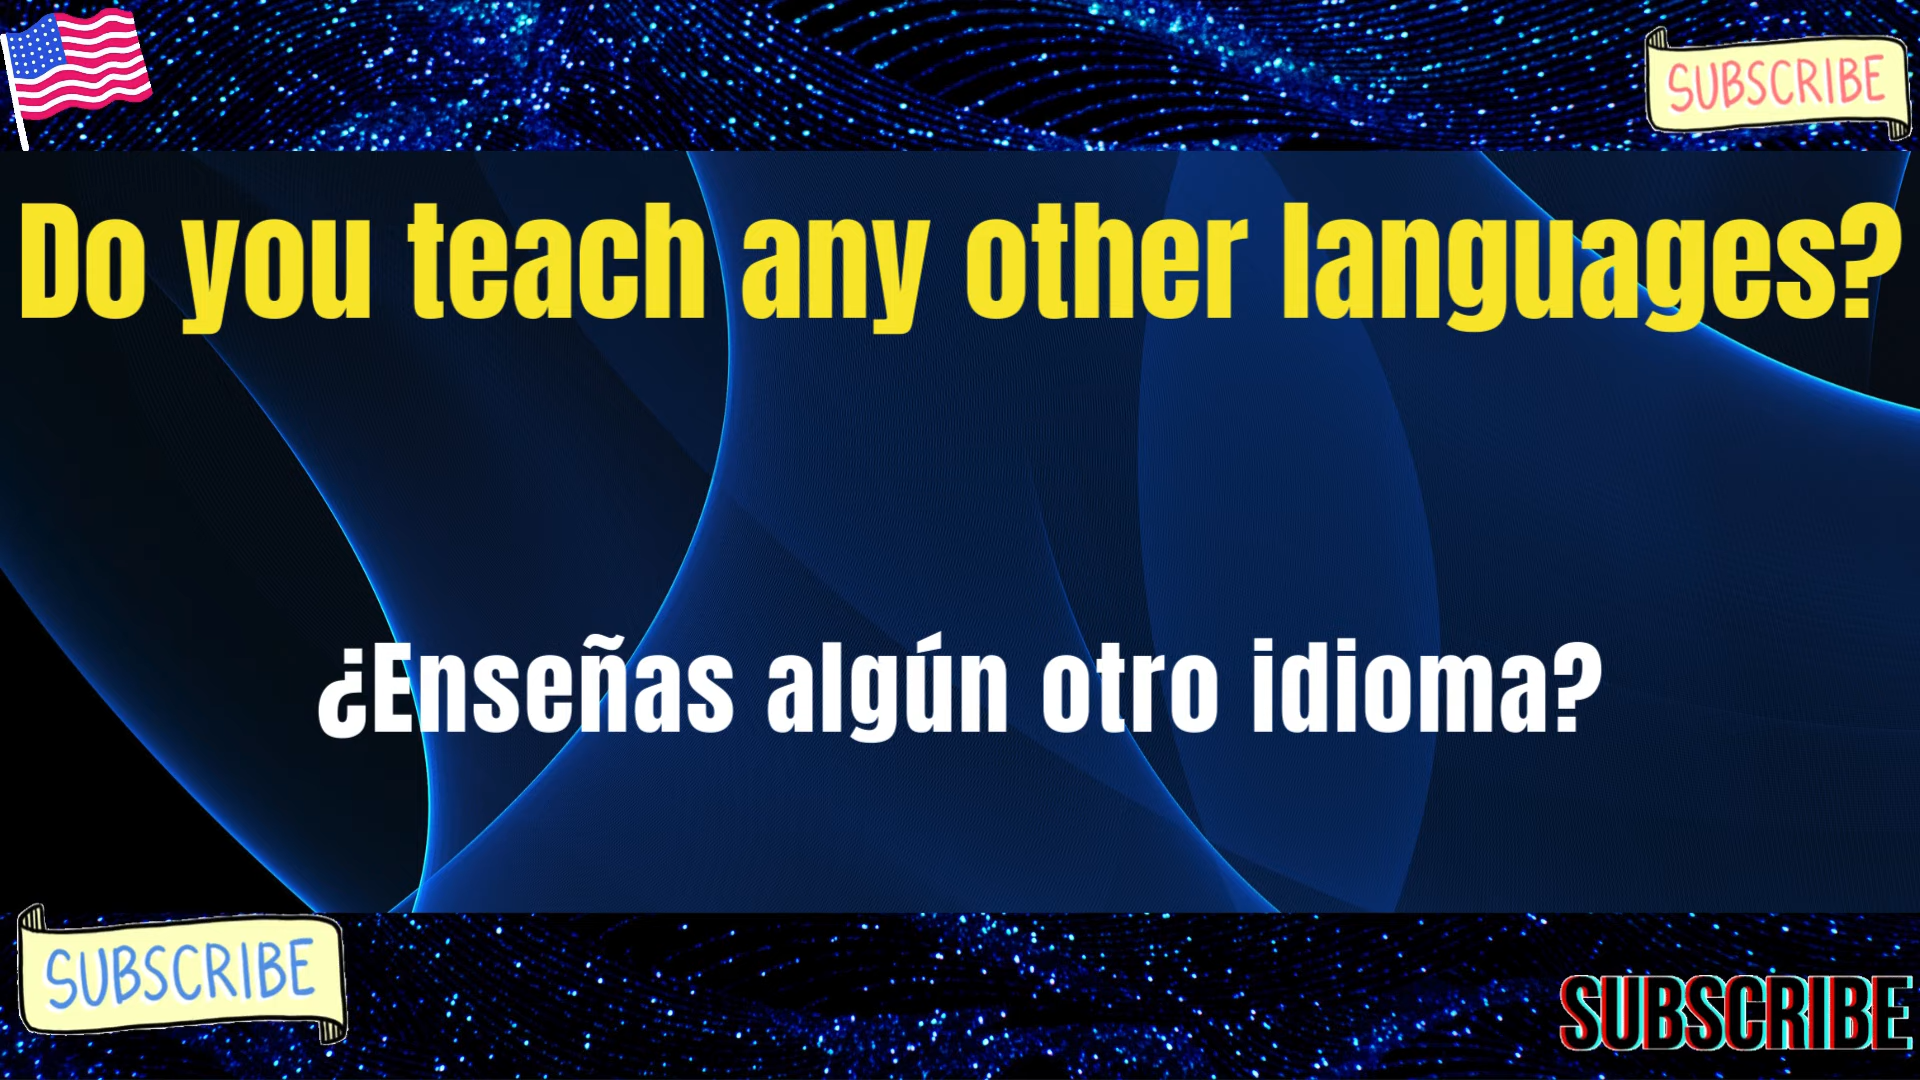 SUBSCRIBE
Do you teach any other languages?
¿Enseñas algún otro idioma?
SUBSCRIBE
SUBSCRIBE